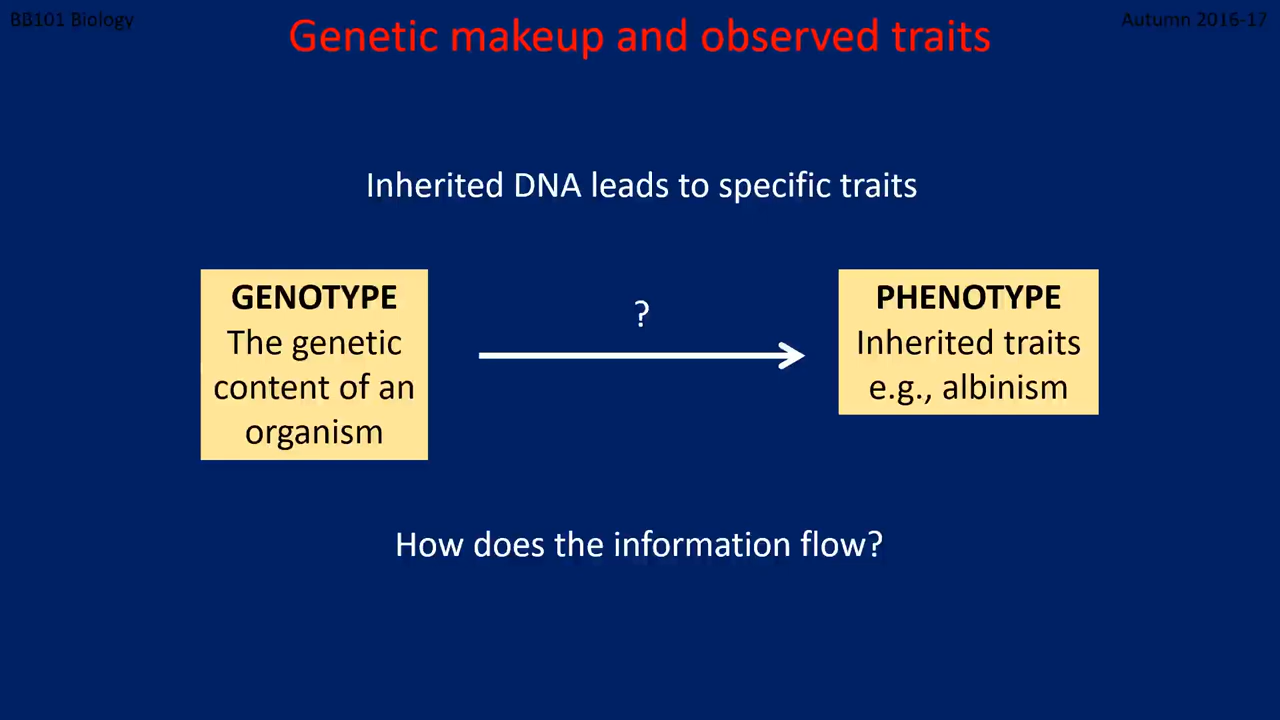 BB101 Biology
Autumn 2016-17
Genetic makeup and observed traits
Inherited DNA leads to specific traits
GENOTYPE
The genetic
content of an
organism
?
PHENOTYPE
Inherited traits
e.g., albinism
How does the information flow?